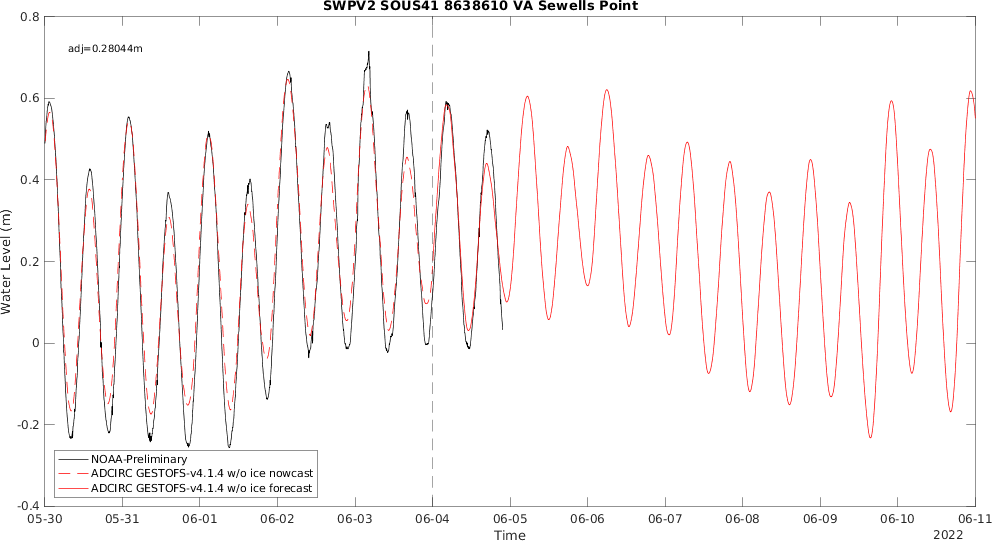 SWPV2 SOUS41 8638610 VA Sewells Point
adj=0.28044m
0.8
0.6
0.4
0.2
0
-0.2
-0.4
Water Level (m)
NOAA-Preliminary
ADCIRC GESTOFS-v4.1.4 w/o ice nowcast
ADCIRC GESTOFS-v4.1.4 w/o ice forecast
05-30 05-31 06-01 06-02 06-03 06-04 06-05 06-06 06-07 06-08 06-09 06-10 06-11
Time
2022